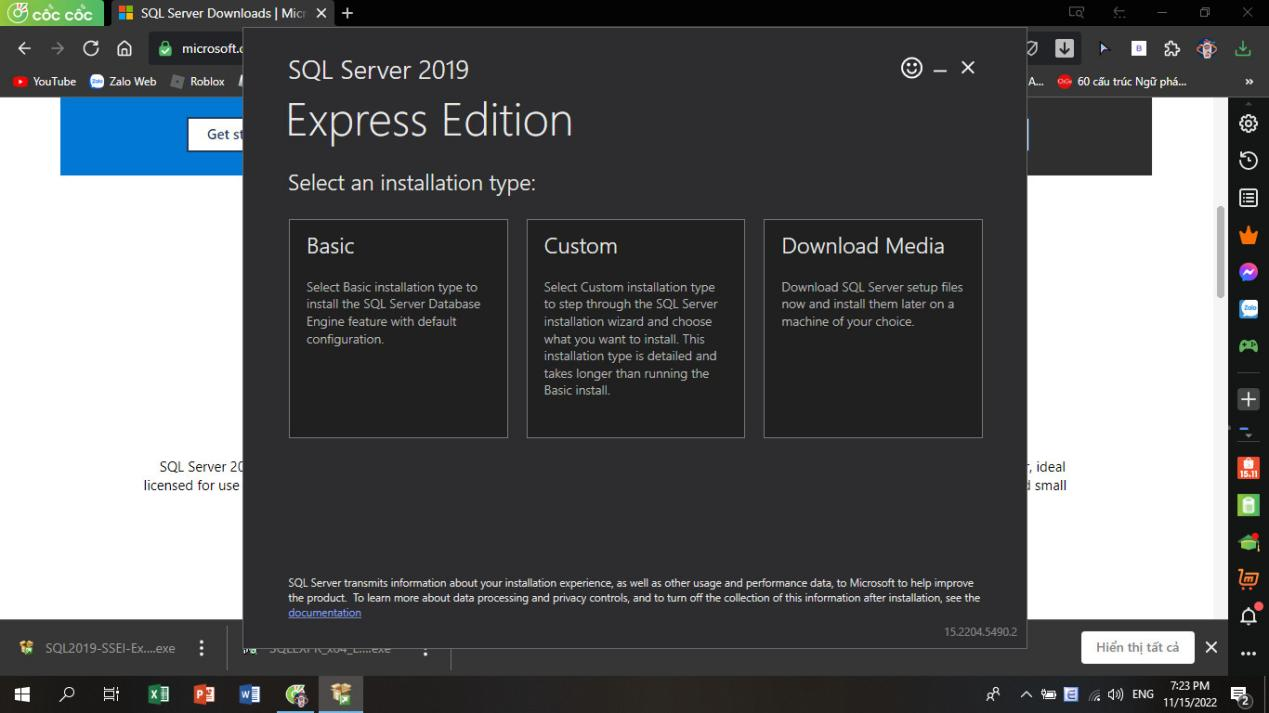 cốc cốc
SQL Server Downloads | Micr
microsoft.c
YouTube
Zalo Web
Roblox
A...
60 cấu trúc Ngữ phá...
»
SQL Server 2019
Express Edition
Get st
Select an installation type:
Basic
Select Basic installation type to
install the SQL Server Database
Engine feature with default
configuration.
Custom
Select Custom installation type
to step through the SQL Server
installation wizard and choose
what you want to install. This
installation type is detailed and
takes longer than running the
Basic install.
Download Media
Download SQL Server setup files
now and install them later on a
machine of your choice.
SQL Server 20
licensed for use
r, ideal
d small
SQL Server transmits information about your installation experience, as well as other usage and performance data, to Microsoft to help improve
the product. To learn more about data processing and privacy controls, and to turn off the collection of this information after installation, see the
documentation
15.2204.5490.2
Zalo
15.11
SQL2019-SSEI-Ex....exe
SQLEXPR_x64_E....exe
Hiển thị tất cả
ENG
7:23 PM
11/15/2022
2